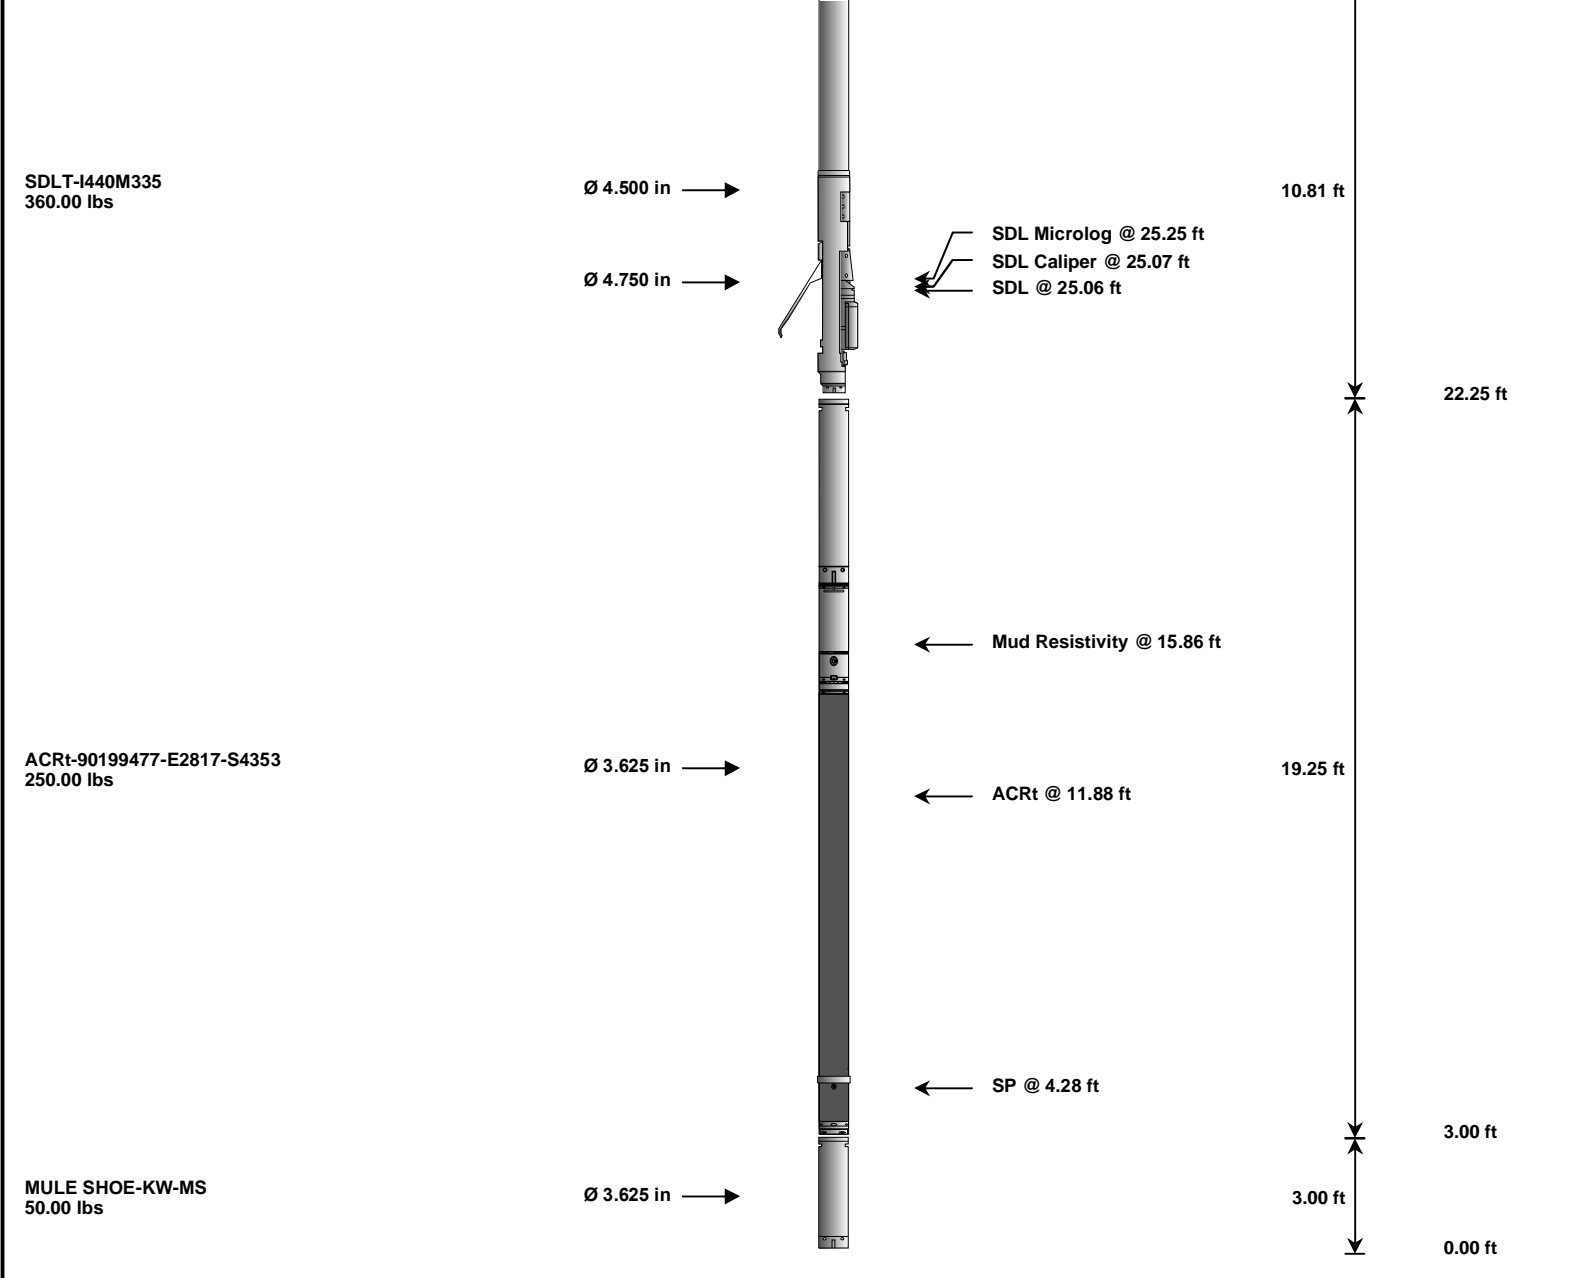 SDLT-I440M335
360.00 lbs
Ø 4.500 in
10.81 ft
SDL Microlog @ 25.25 ft
SDL Caliper @ 25.07 ft
Ø 4.750 in
SDL @ 25.06 ft
22.25 ft
Mud Resistivity @ 15.86 ft
ACRt-90199477-E2817-S4353
250.00 lbs
Ø 3.625 in
19.25 ft
ACRt @ 11.88 ft
SP @ 4.28 ft
3.00 ft
MULE SHOE-KW-MS
50.00 lbs
Ø 3.625 in
3.00 ft
0.00 ft